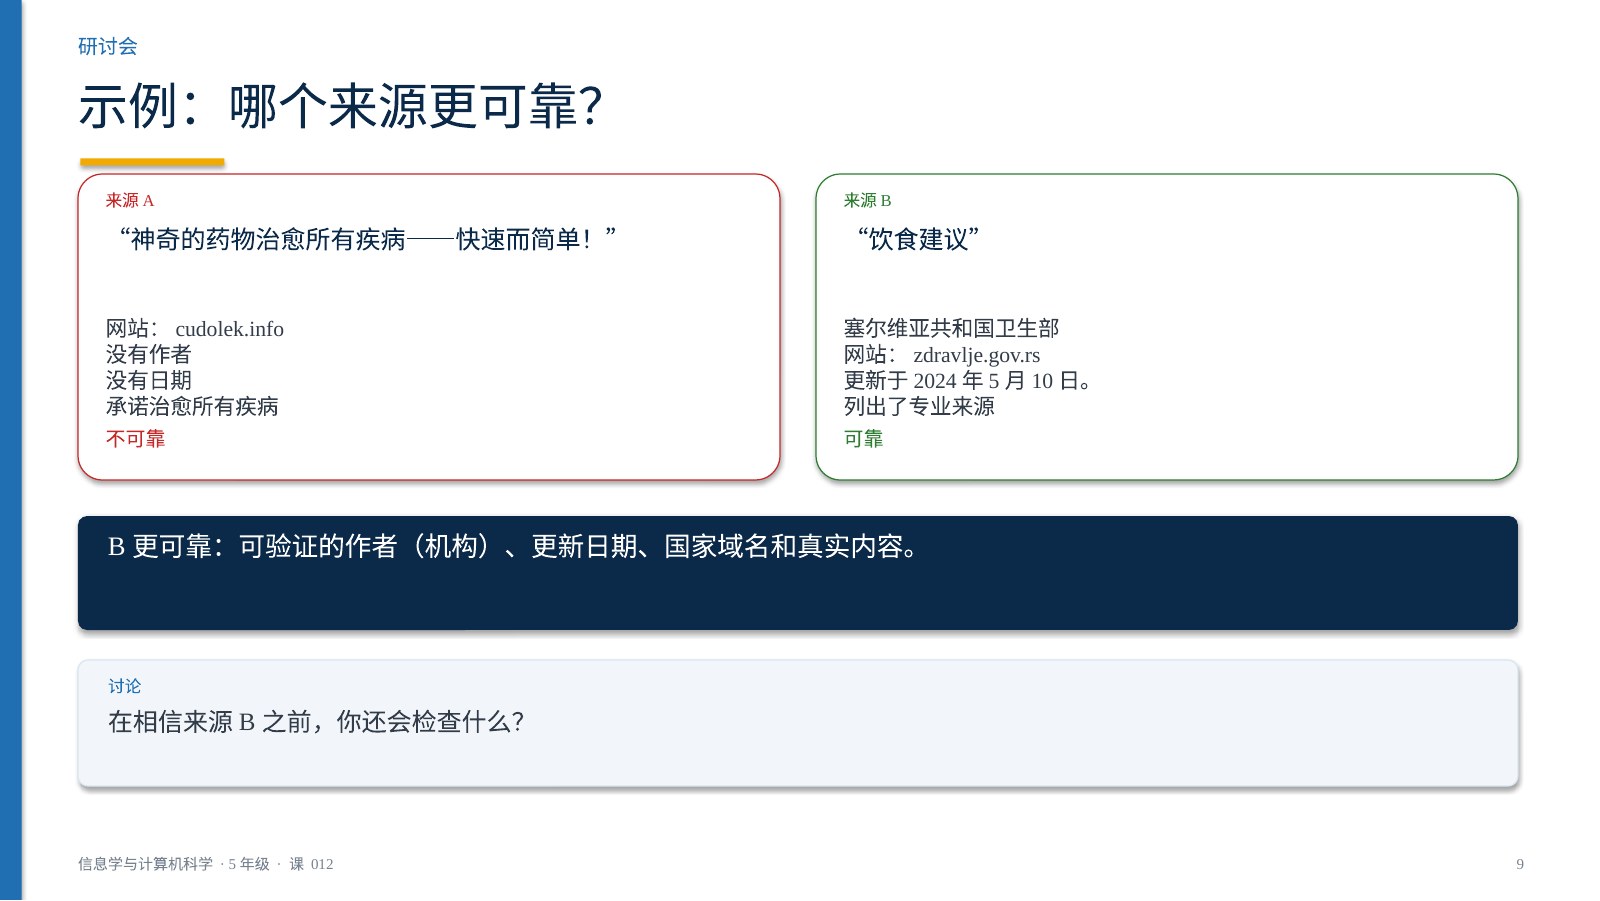 研讨会
示例：哪个来源更可靠？
来源 A
“神奇的药物治愈所有疾病——快速而简单！”
网站： cudolek.info
没有作者
没有日期
承诺治愈所有疾病
不可靠
来源 B
“饮食建议”
塞尔维亚共和国卫生部
网站： zdravlje.gov.rs
更新于 2024 年 5 月 10 日。
列出了专业来源
可靠
B 更可靠：可验证的作者（机构）、更新日期、国家域名和真实内容。
讨论
在相信来源 B 之前，你还会检查什么？
信息学与计算机科学 · 5 年级 · 课 012
9